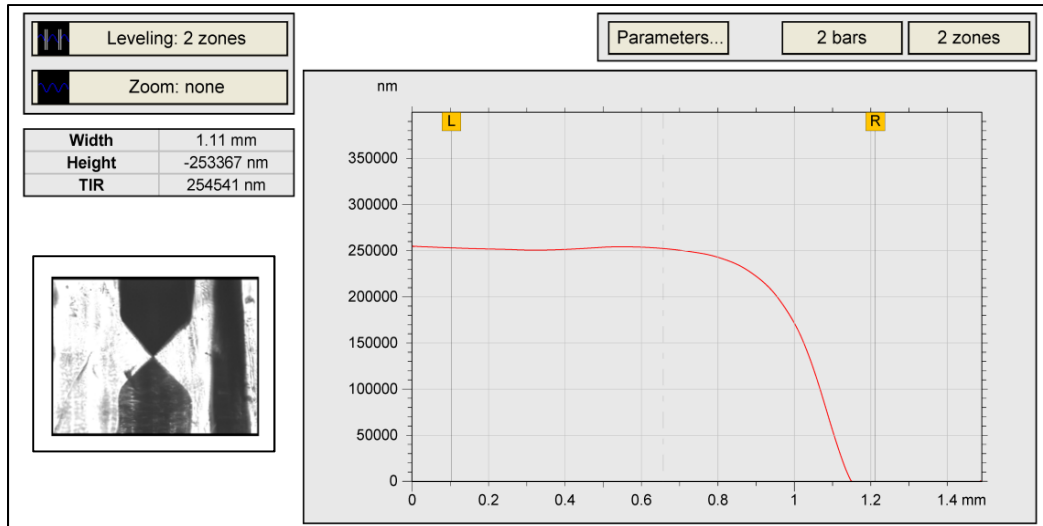 Leveling: 2 zones
Zoom: none
Parameters...
2 bars
2 zones
Width 1.11 mm
Height -253367 nm
TIR 254541 nm
nm
L
R
350000
300000
250000
200000
150000
100000
50000
0
0 0.2 0.4 0.6 0.8 1 1.2 1.4 mm